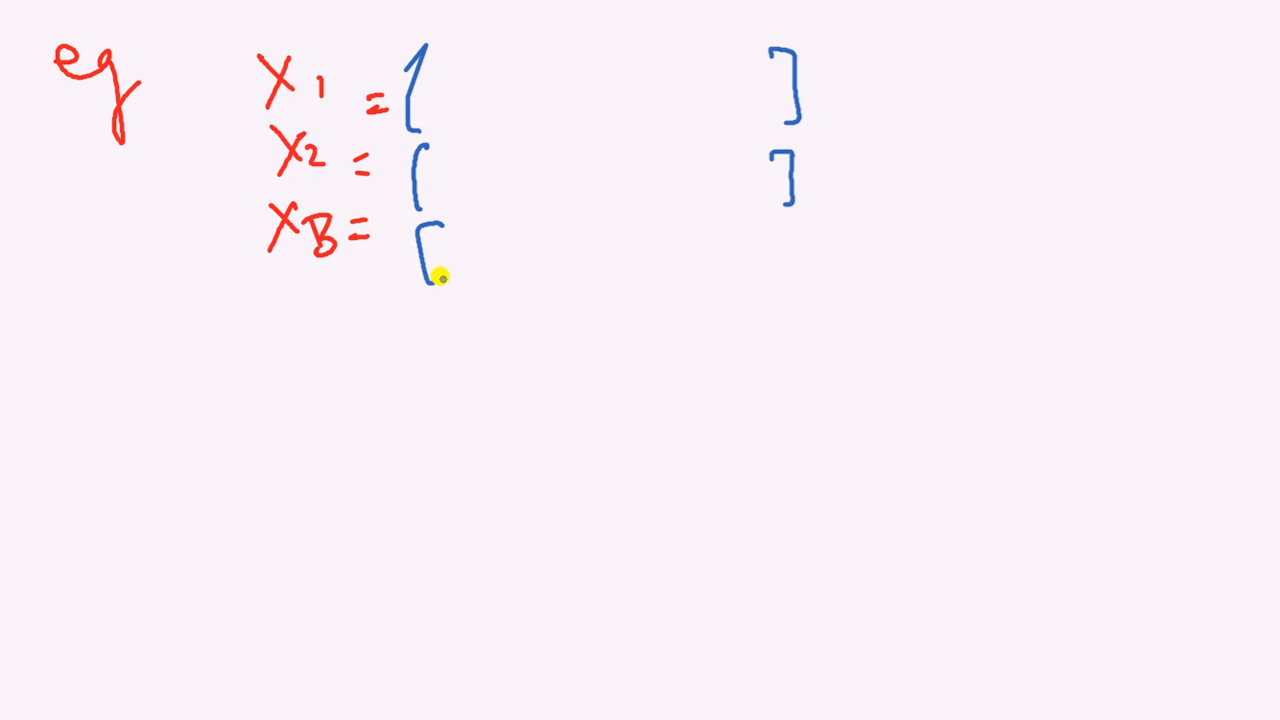 eg
X1 = [ ]
X2 = [ ]
XB = [